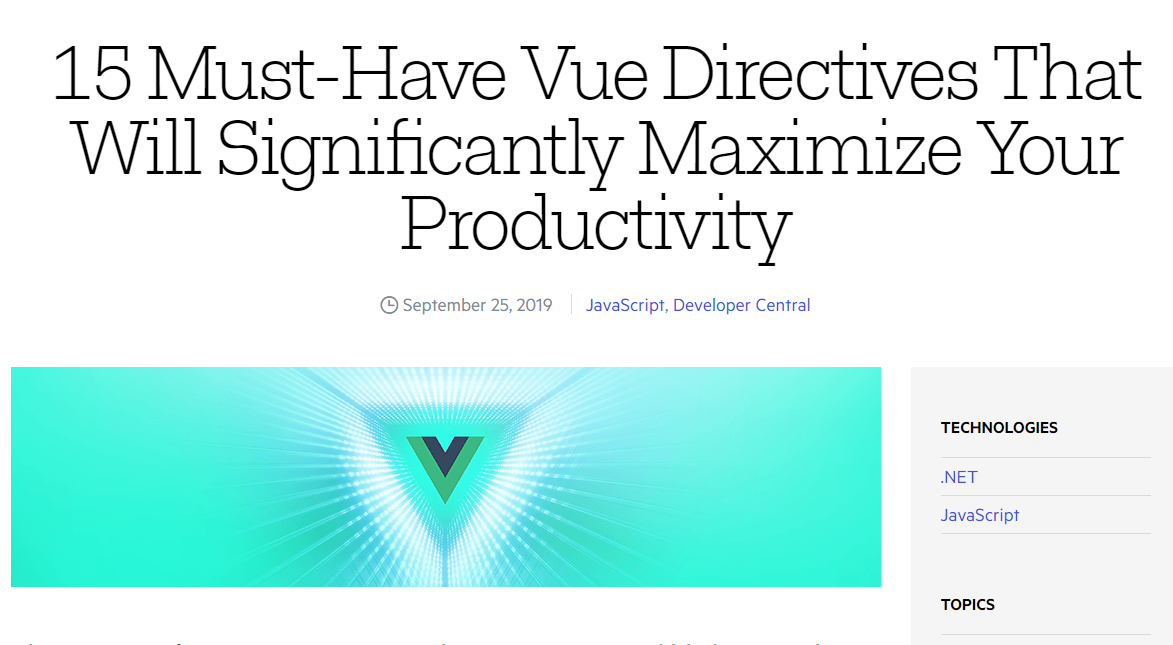 15 Must-Have Vue Directives That
Will Significantly Maximize Your
Productivity
September 25, 2019
JavaScript, Developer Central
TECHNOLOGIES
.NET
JavaScript
TOPICS